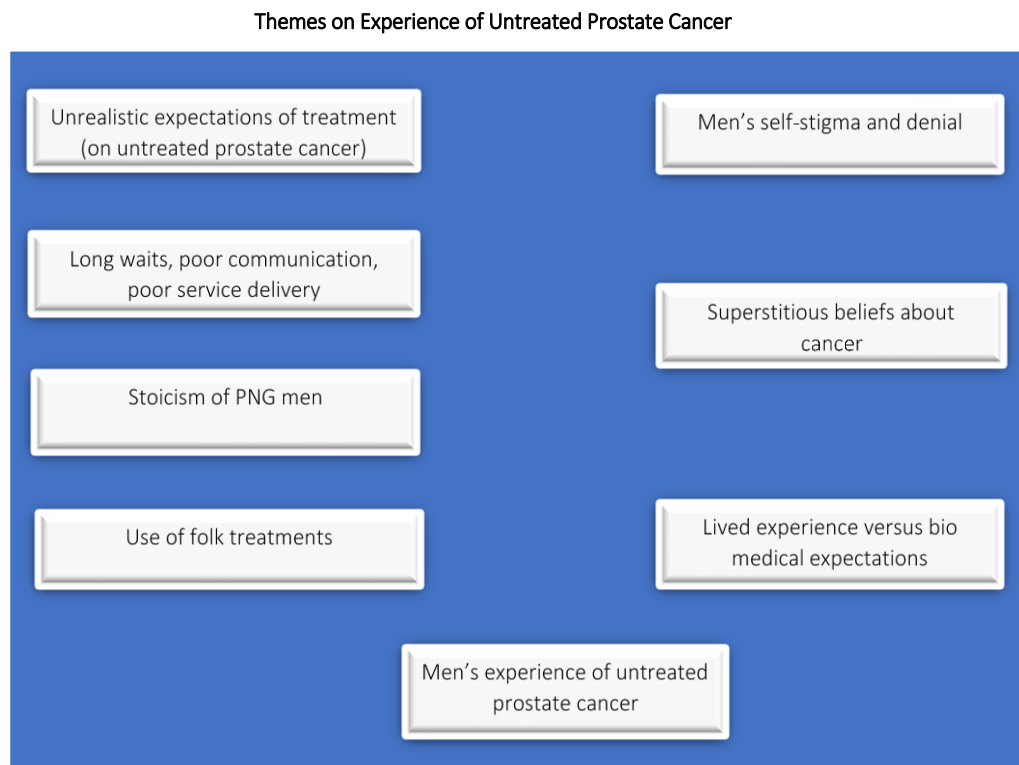 Themes on Experience of Untreated Prostate Cancer
Unrealistic expectations of treatment
(on untreated prostate cancer)
Long waits, poor communication,
poor service delivery
Stoicism of PNG men
Use of folk treatments
Men’s self-stigma and denial
Superstitious beliefs about
cancer
Lived experience versus bio
medical expectations
Men’s experience of untreated
prostate cancer